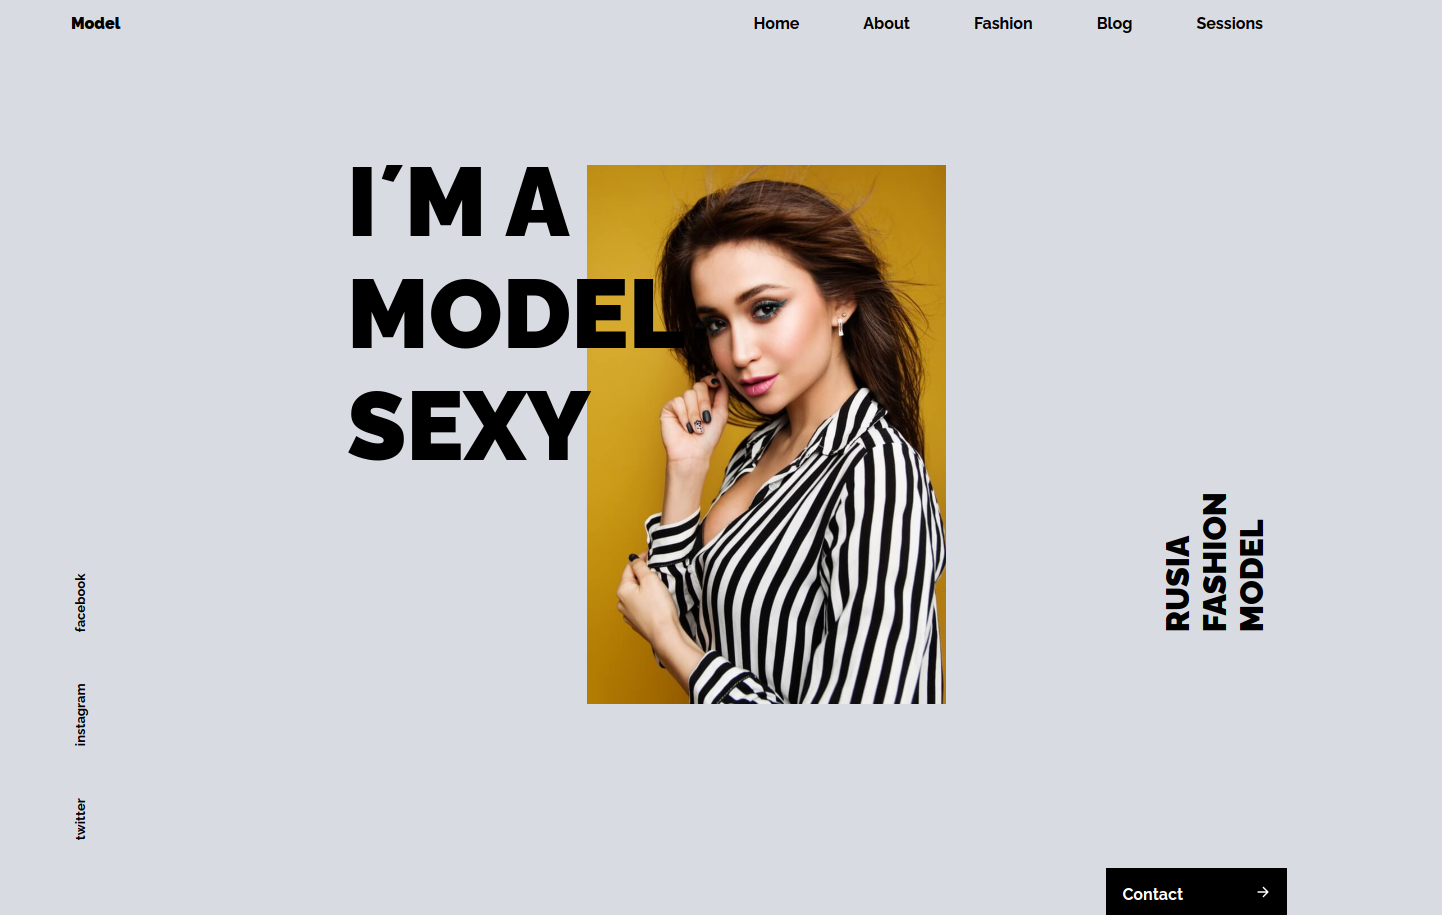 Model
Home
About
Fashion
Blog
Sessions
I´M A
MODEL
SEXY
RUSIA
FASHION
MODEL
facebook
instagram
twitter
Contact